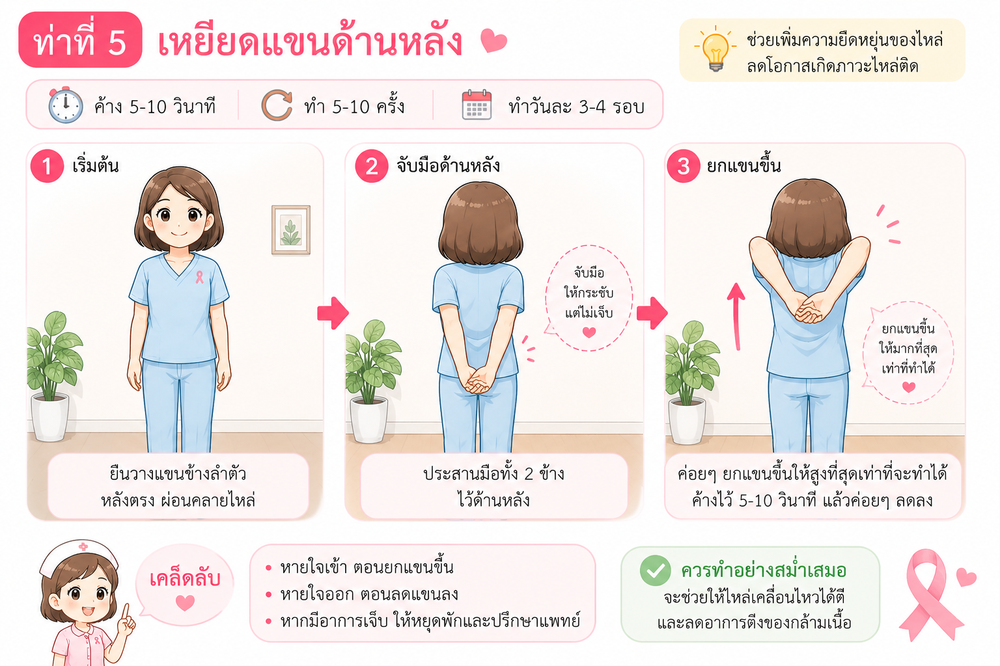 ท่าที่ 5
เหยียดแขนด้านหลัง
ช่วยเพิ่มความยืดหยุ่นของไหล่
ลดโอกาสเกิดภาวะไหล่ติด
ค้าง 5-10 วินาที
ทำ 5-10 ครั้ง
ทำวันละ 3-4 รอบ
1 เริ่มต้น
ยืนวางแขนข้างลำตัว
หลังตรง ผ่อนคลายไหล่
2 จับมือด้านหลัง
จับมือ
ให้กระชับ
แต่ไม่เจ็บ
ประสานมือทั้ง 2 ข้าง
ไว้ด้านหลัง
3 ยกแขนขึ้น
ยกแขนขึ้น
ให้มากที่สุด
เท่าที่ทำได้
ค่อยๆ ยกแขนขึ้นให้สูงที่สุดเท่าที่จะทำได้
ค้างไว้ 5-10 วินาที แล้วค่อยๆ ลดลง
เคล็ดลับ
• หายใจเข้า ตอนยกแขนขึ้น
• หายใจออก ตอนลดแขนลง
• หากมีอาการเจ็บ ให้หยุดพักและปรึกษาแพทย์
ควรทำอย่างสม่ำเสมอ
จะช่วยให้ไหล่เคลื่อนไหวได้ดี
และลดอาการตึงของกล้ามเนื้อ